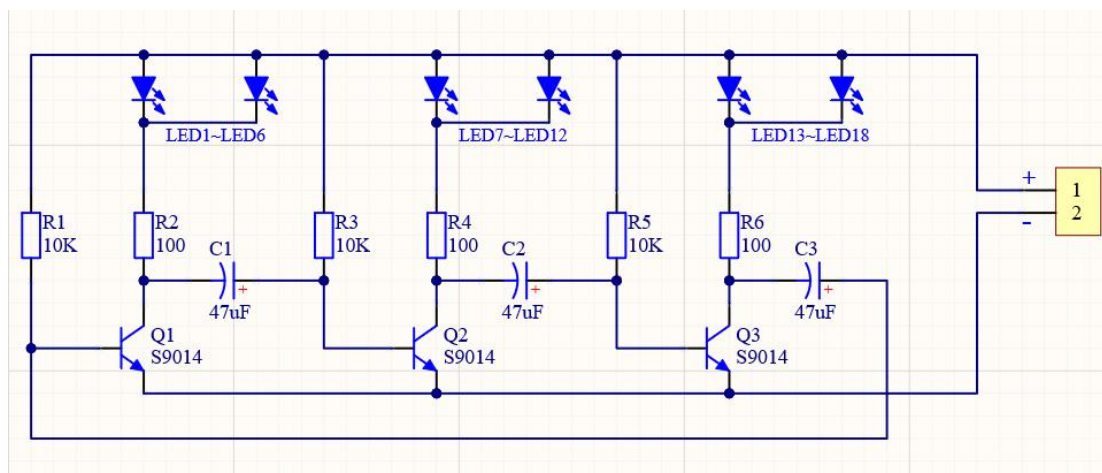 LED1~LED6
LED7~LED12
LED13~LED18
+
1
2
-
R1
10K
R2
100
C1
+
47uF
R3
10K
R4
100
C2
+
47uF
R5
10K
R6
100
C3
+
47uF
Q1
S9014
Q2
S9014
Q3
S9014